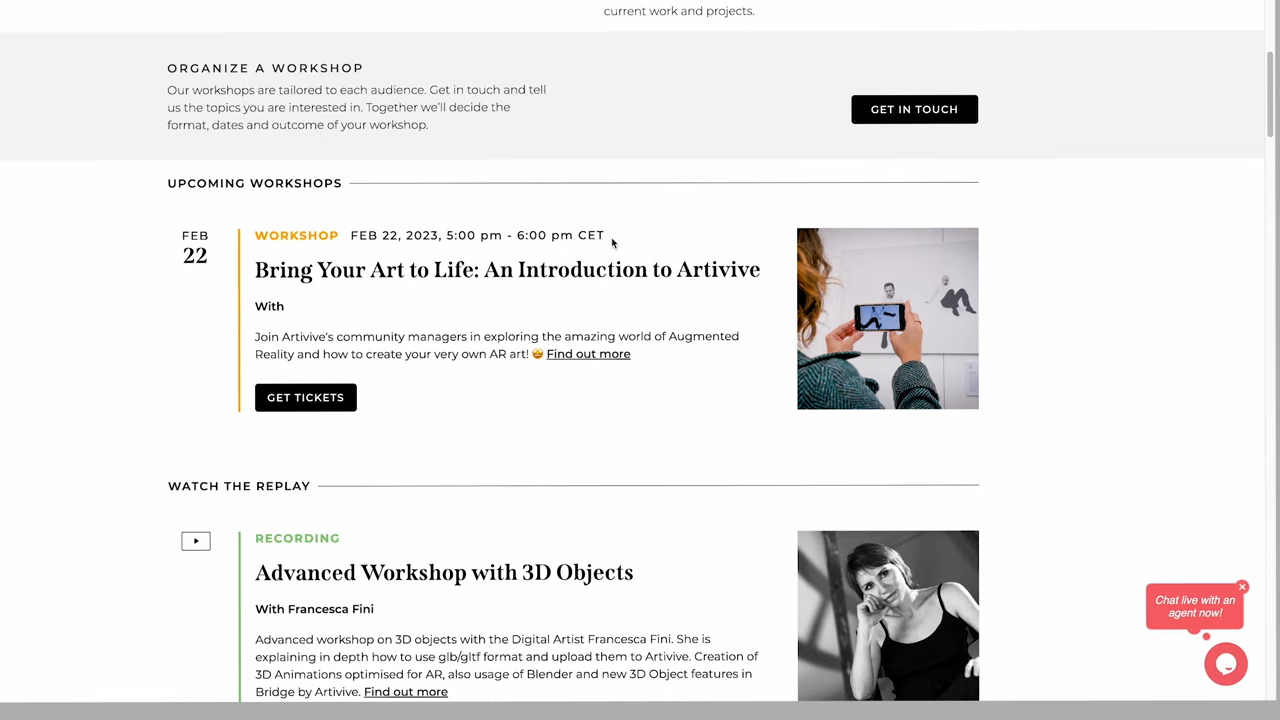 current work and projects.
ORGANIZE A WORKSHOP
Our workshops are tailored to each audience. Get in touch and tell
us the topics you are interested in. Together we'll decide the
format, dates and outcome of your workshop.
GET IN TOUCH
UPCOMING WORKSHOPS
FEB
22
WORKSHOP FEB 22, 2023, 5:00 pm - 6:00 pm CET
Bring Your Art to Life: An Introduction to Artivive
With
Join Artivive's community managers in exploring the amazing world of Augmented
Reality and how to create your very own AR art! 🤩 Find out more
GET TICKETS
WATCH THE REPLAY
RECORDING
Advanced Workshop with 3D Objects
With Francesca Fini
Advanced workshop on 3D objects with the Digital Artist Francesca Fini. She is
explaining in depth how to use glb/gltf format and upload them to Artivive. Creation of
3D Animations optimised for AR, also usage of Blender and new 3D Object features in
Bridge by Artivive. Find out more
Chat live with an
agent now!